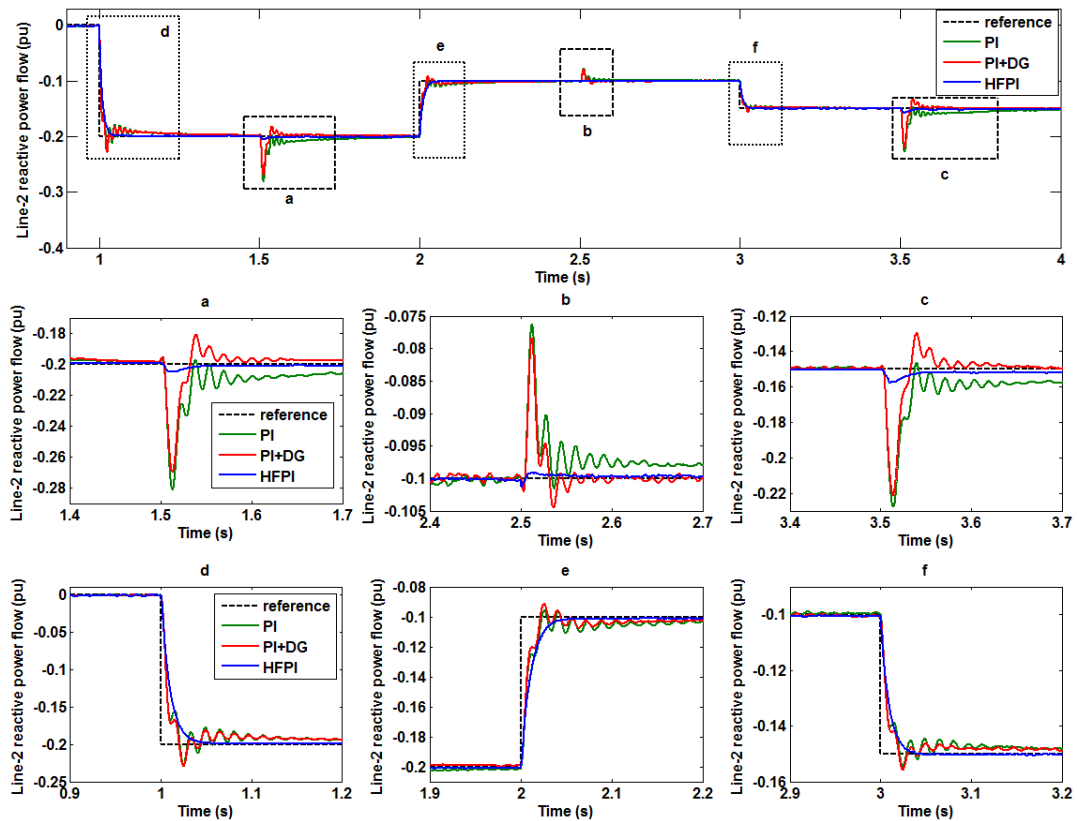 Line-2 reactive power flow (pu)
0
-0.1
-0.2
-0.3
-0.4
d
a
e
b
f
c
reference
PI
PI+DG
HFPI
1
1.5
2
2.5
3
3.5
4
Time (s)
a
Line-2 reactive power flow (pu)
-0.18
-0.2
-0.22
-0.24
-0.26
-0.28
reference
PI
PI+DG
HFPI
1.4
1.5
1.6
1.7
Time (s)
b
Line-2 reactive power flow (pu)
-0.075
-0.08
-0.085
-0.09
-0.095
-0.1
-0.105
2.4
2.5
2.6
2.7
Time (s)
c
Line-2 reactive power flow (pu)
-0.12
-0.14
-0.16
-0.18
-0.2
-0.22
3.4
3.5
3.6
3.7
Time (s)
d
Line-2 reactive power flow (pu)
0
-0.05
-0.1
-0.15
-0.2
-0.25
reference
PI
PI+DG
HFPI
0.9
1
1.1
1.2
Time (s)
e
Line-2 reactive power flow (pu)
-0.08
-0.1
-0.12
-0.14
-0.16
-0.18
-0.2
1.9
2
2.1
2.2
Time (s)
f
Line-2 reactive power flow (pu)
-0.1
-0.12
-0.14
-0.16
2.9
3
3.1
3.2
Time (s)